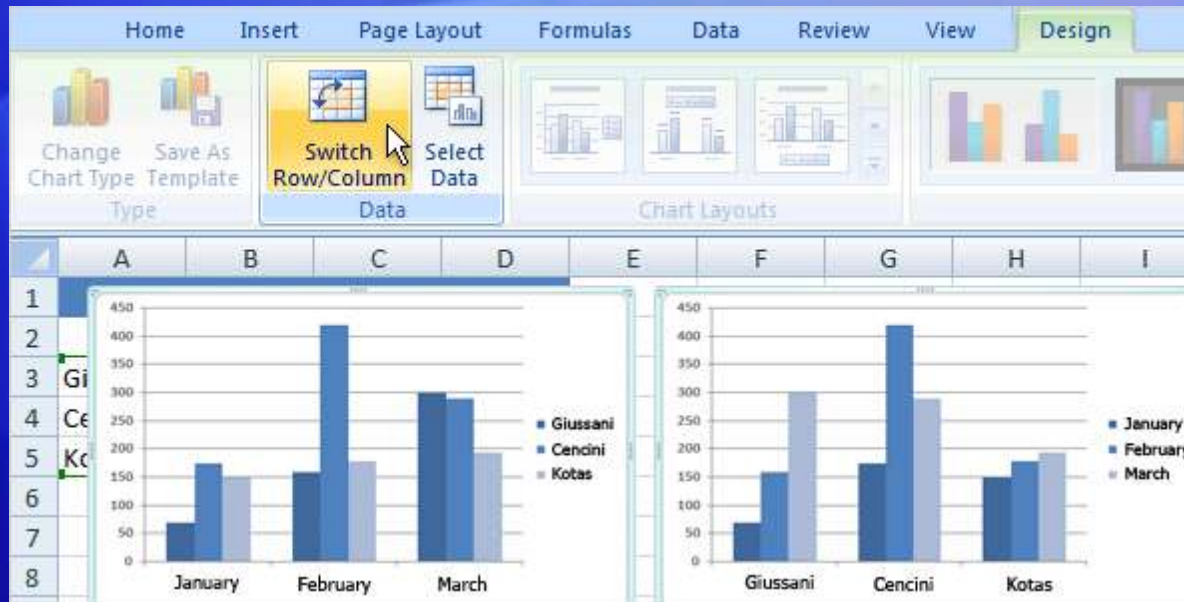 Home Insert Page Layout Formulas Data Review View Design
Change Chart Type
Save As Template
Switch Row/Column
Select Data
Type
Data
Chart Layouts
A B C D E F G H I
1
2
3 Gi
4 Ce
5 Ko
6
7
8
450
400
350
300
250
200
150
100
50
0
January February March
Giussani
Cencini
Kotas
450
400
350
300
250
200
150
100
50
0
Giussani Cencini Kotas
January
February
March